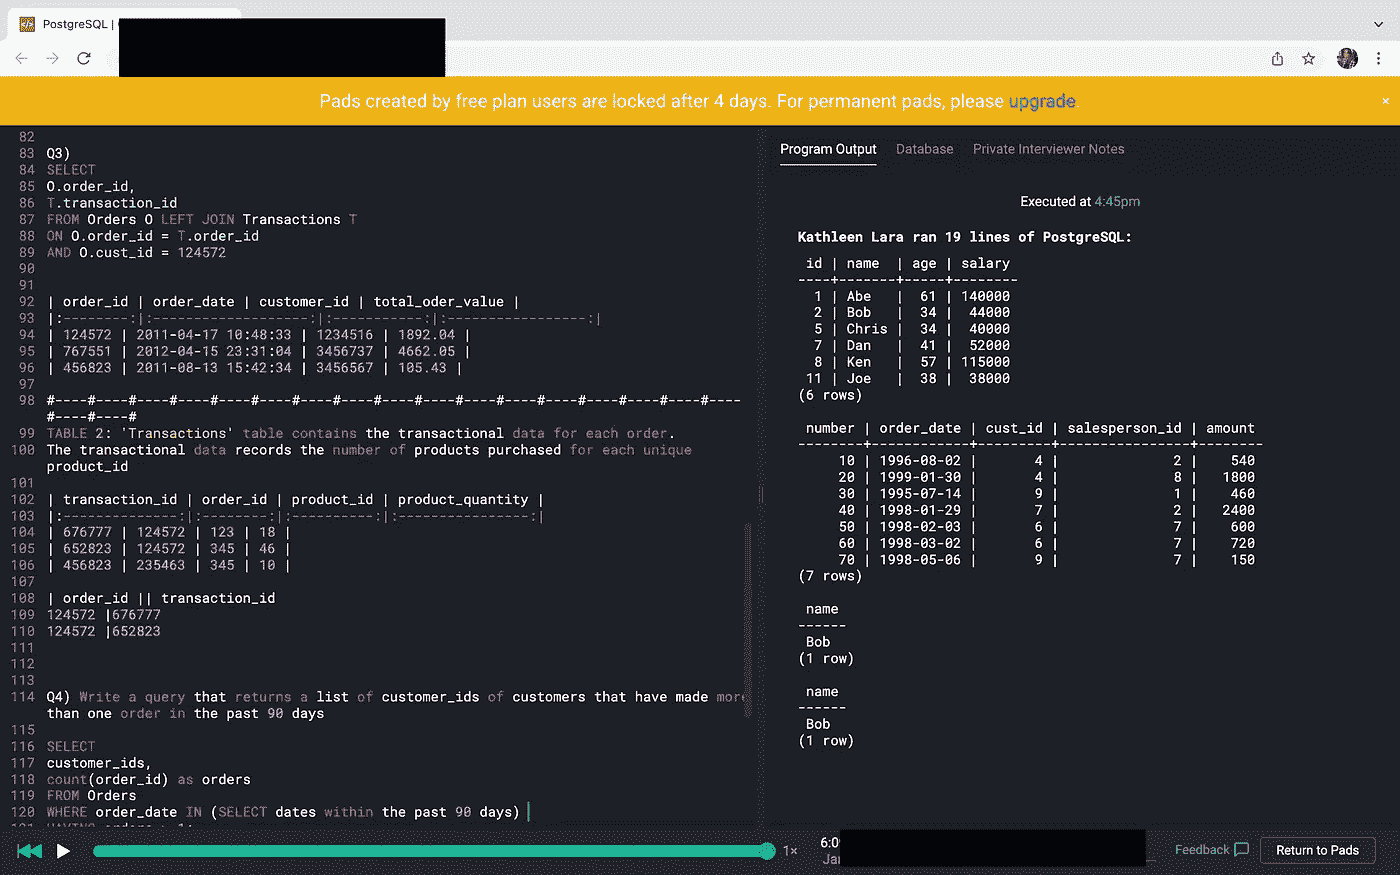 PostgreSQL |
Pads created by free plan users are locked after 4 days. For permanent pads, please upgrade.
82
83 Q3)
84 SELECT
85 O.order_id,
86 T.transaction_id
87 FROM Orders O LEFT JOIN Transactions T
88 ON O.order_id = T.order_id
89 AND O.cust_id = 124572
90
91
92 | order_id | order_date | customer_id | total_oder_value |
93 |:--------:|:-------------------:|:-----------:|:-----------------:|
94 | 124572 | 2011-04-17 10:48:33 | 1234516 | 1892.04 |
95 | 767551 | 2012-04-15 23:31:04 | 3456737 | 4662.05 |
96 | 456823 | 2011-08-13 15:42:34 | 3456567 | 105.43 |
97
98 #----#----#----#----#----#----#----#----#----#----#----#----#----#----#----#----#----
#----#----#
99 TABLE 2: 'Transactions' table contains the transactional data for each order.
100 The transactional data records the number of products purchased for each unique
product_id
101
102 | transaction_id | order_id | product_id | product_quantity |
103 |:--------------:|:--------:|:----------:|:----------------:|
104 | 676777 | 124572 | 123 | 18 |
105 | 652823 | 124572 | 345 | 46 |
106 | 456823 | 235463 | 345 | 10 |
107
108 | order_id || transaction_id
109 124572 |676777
110 124572 |652823
111
112
113
114 Q4) Write a query that returns a list of customer_ids of customers that have made more
than one order in the past 90 days
115
116 SELECT
117 customer_ids,
118 count(order_id) as orders
119 FROM Orders
120 WHERE order_date IN (SELECT dates within the past 90 days)
Program Output Database Private Interviewer Notes
Executed at 4:45pm
Kathleen Lara ran 19 lines of PostgreSQL:
id | name | age | salary
----+-------+-----+--------
1 | Abe | 61 | 140000
2 | Bob | 34 | 44000
5 | Chris | 34 | 40000
7 | Dan | 41 | 52000
8 | Ken | 57 | 115000
11 | Joe | 38 | 38000
(6 rows)
number | order_date | cust_id | salesperson_id | amount
--------+------------+---------+----------------+--------
10 | 1996-08-02 | 4 | 2 | 540
20 | 1999-01-30 | 4 | 8 | 1800
30 | 1995-07-14 | 9 | 1 | 460
40 | 1998-01-29 | 7 | 2 | 2400
50 | 1998-02-03 | 6 | 7 | 600
60 | 1998-03-02 | 6 | 7 | 720
70 | 1998-05-06 | 9 | 7 | 150
(7 rows)
name
------
Bob
(1 row)
name
------
Bob
(1 row)
1x
Feedback
Return to Pads